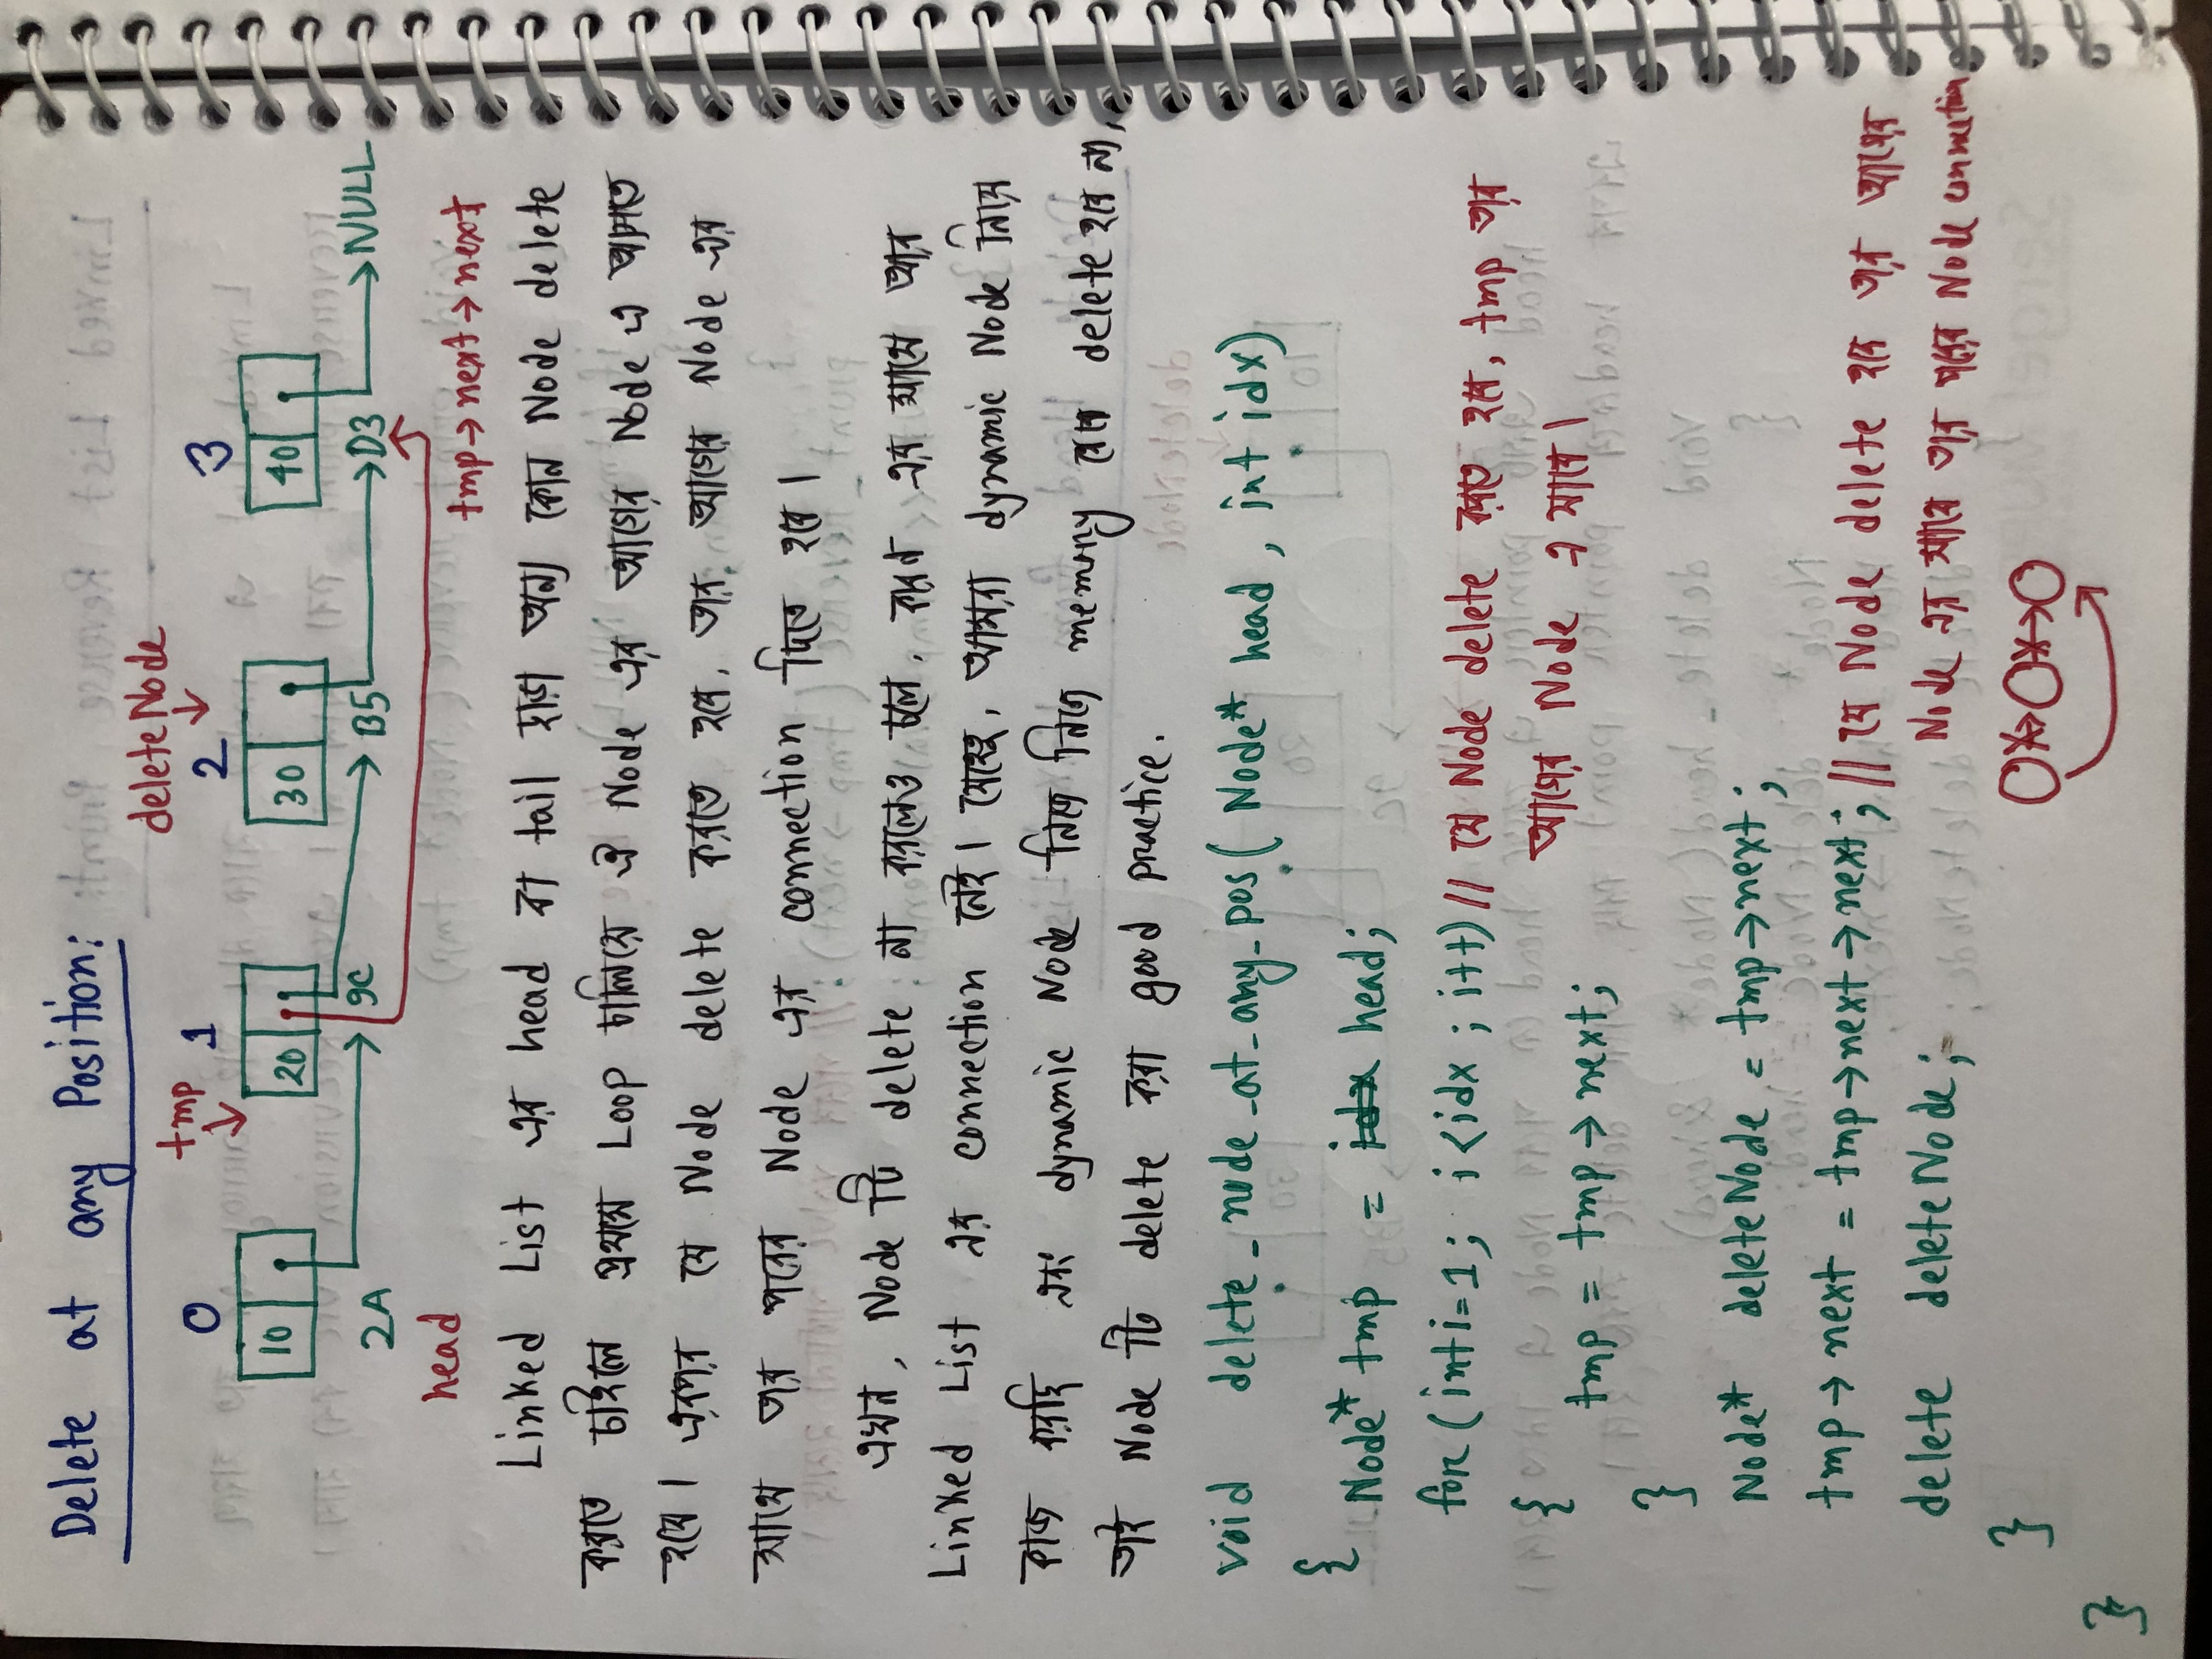 Delete at any Position:
tmp deleteNode
0 1 2 3
10 20 30 40
2A 9C B5 D3 NULL
head
tmp→next→next
Linked List এর head বা tail ছাড়া অন্য কোন Node delete
করতে চাইলে প্রথমে Loop চালিয়ে ঐ Node এর আগের Node এ আসতে
হবে। এরপর যে Node delete করতে হবে, তার আগের Node এর
সাথে তার পরের Node এর connection দিতে হবে।
এখন, Node টি delete না করলেও চলে, কারন এর সাথে আর
Linked List এর connection নেই। যেহেতু, আমরা dynamic Node নিয়ে
কাজ করছি এবং dynamic Node নিজে নিজে memory থেকে delete হবে না,
তাই Node টি delete করা good practice.
void delete_node_at_any_pos( Node* head, int idx)
{
Node* tmp = idx head;
for (int i=1; i<idx ; i++) // যে Node delete করতে হবে, tmp তার
আগের Node এ যাবে।
{
tmp = tmp→next;
}
Node* deleteNode = tmp→next;
tmp→next = tmp→next→next; // যে Node delete হবে তার আগের
Node এর সাথে তার পরের Node connection
delete deleteNode;
}
}